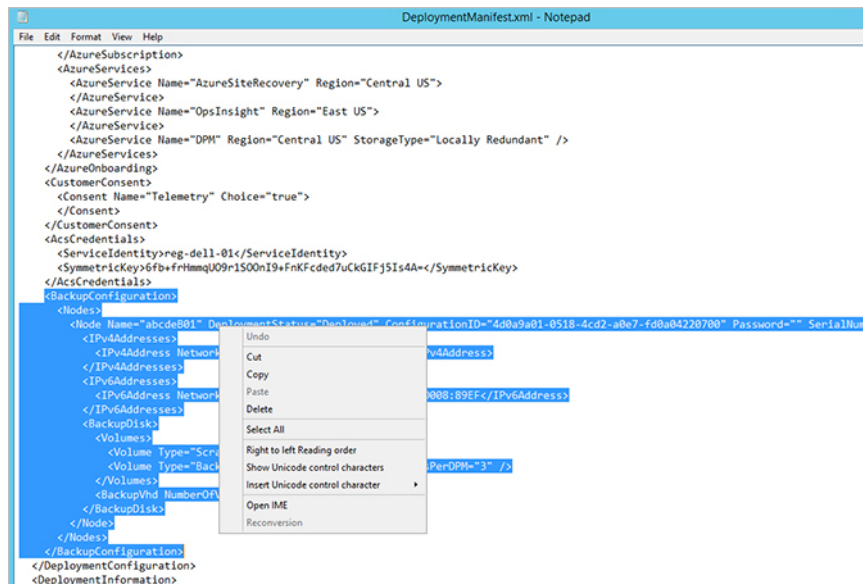 DeploymentManifest.xml - Notepad
File Edit Format View Help
</AzureSubscription>
<AzureServices>
<AzureService Name="AzureSiteRecovery" Region="Central US">
</AzureService>
<AzureService Name="OpsInsight" Region="East US">
</AzureService>
<AzureService Name="DPM" Region="Central US" StorageType="Locally Redundant" />
</AzureServices>
</AzureOnboarding>
<CustomerConsent>
<Consent Name="Telemetry" Choice="true">
</Consent>
</CustomerConsent>
<AcsCredentials>
<ServiceIdentity>reg-dell-01</ServiceIdentity>
<SymmetricKey>6fb+frHmmqUO9r1SOOnI9+FnKFcded7uCkGIFj5Is4A=</SymmetricKey>
</AcsCredentials>
<BackupConfiguration>
<Nodes>
<Node Name="abcdeB01" DeploymentStatus="Deployed" ConfigurationID="4d0a9a01-0518-4cd2-a0e7-fd0a04220700" Password="" SerialNum
<IPv4Addresses>
<IPv4Address Network Pv4Address>
</IPv4Addresses>
<IPv6Addresses>
<IPv6Address Network 0008:89EF</IPv6Address>
</IPv6Addresses>
<BackupDisk>
<Volumes>
<Volume Type="Scra
<Volume Type="Back sPerDPM="3" />
</Volumes>
<BackupVhd NumberOfV
</BackupDisk>
</Node>
</Nodes>
</BackupConfiguration>
</DeploymentConfiguration>
<DeploymentInformation>
Undo
Cut
Copy
Paste
Delete
Select All
Right to left Reading order
Show Unicode control characters
Insert Unicode control character
Open IME
Reconversion